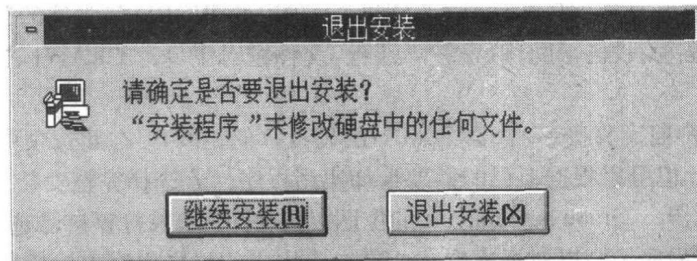 退出安装
请确定是否要退出安装？
“安装程序”未修改硬盘中的任何文件。
继续安装(R)
退出安装(X)